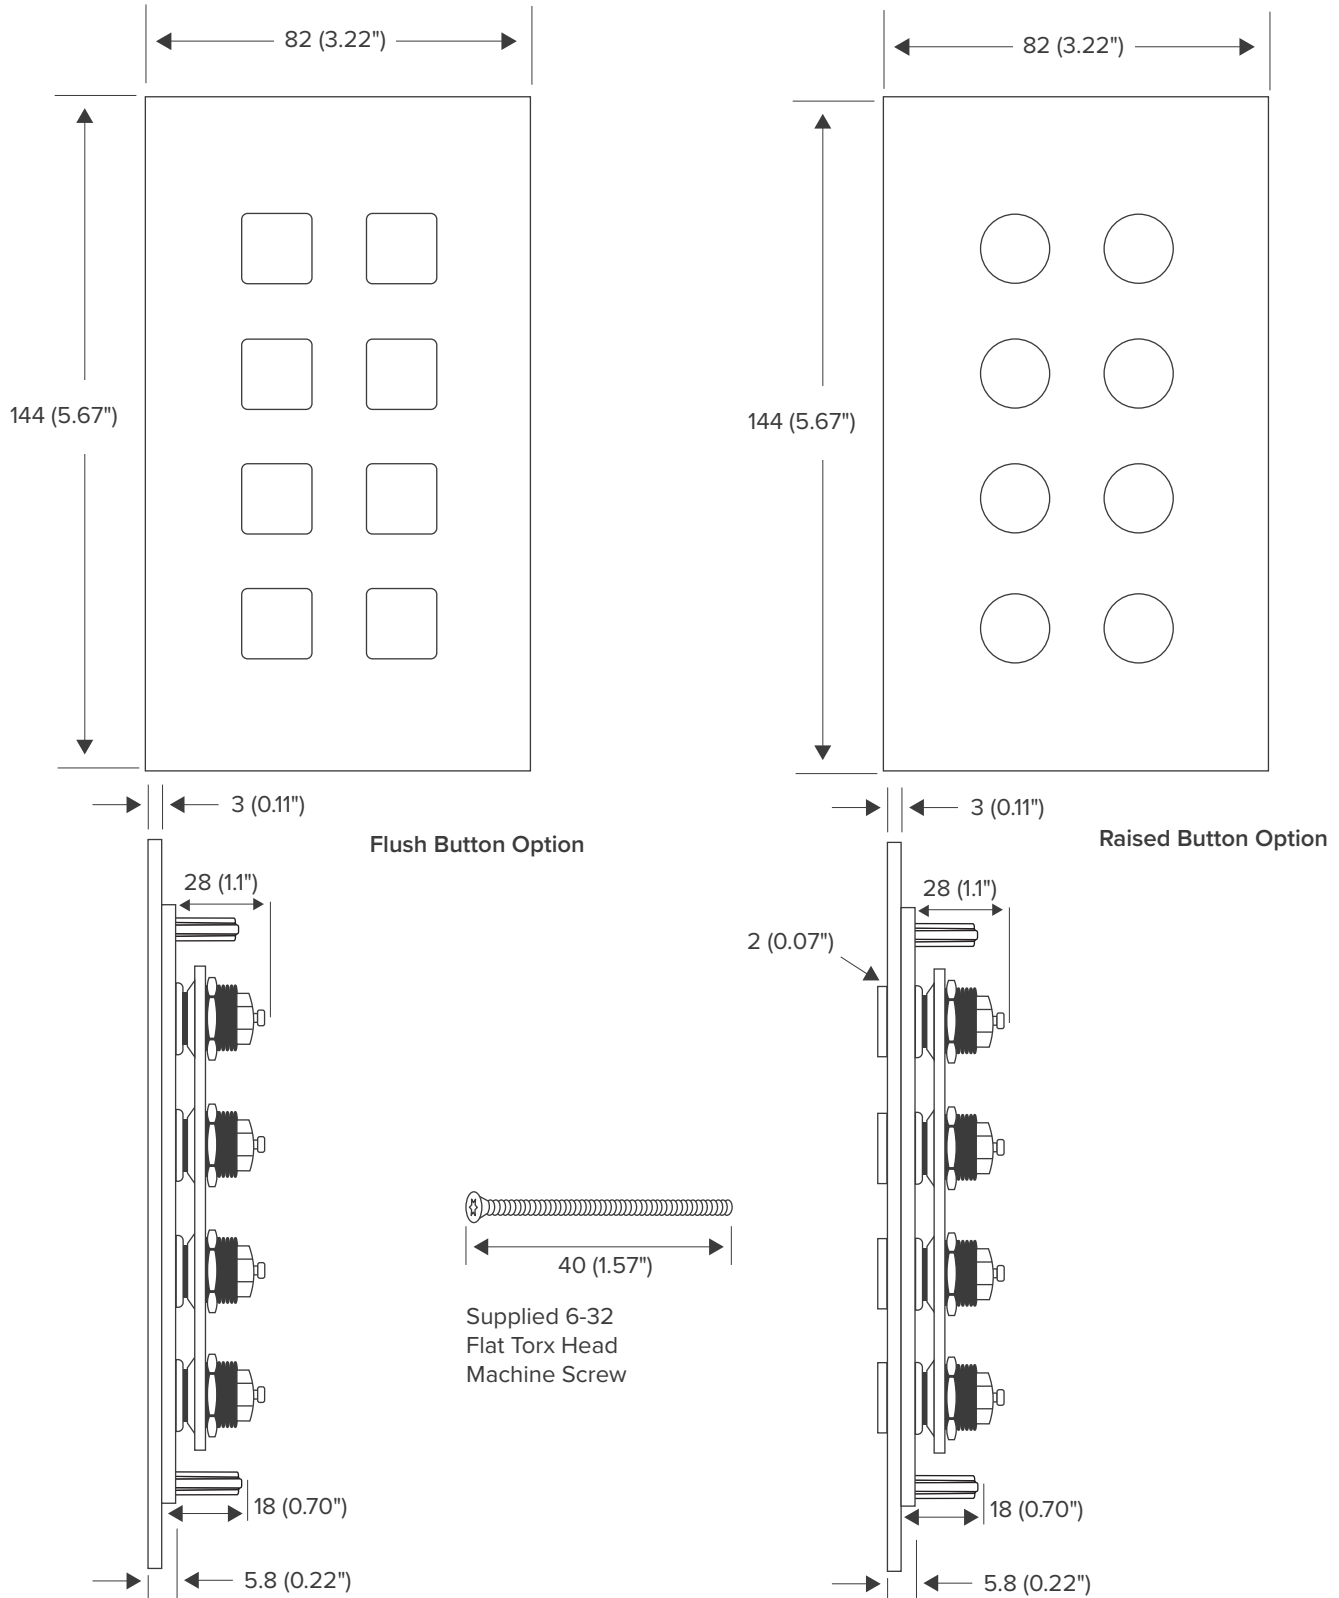 82 (3.22")
82 (3.22")
144 (5.67")
144 (5.67")
3 (0.11")
3 (0.11")
Flush Button Option
Raised Button Option
28 (1.1")
28 (1.1")
2 (0.07")
40 (1.57")
Supplied 6-32
Flat Torx Head
Machine Screw
18 (0.70")
18 (0.70")
5.8 (0.22")
5.8 (0.22")